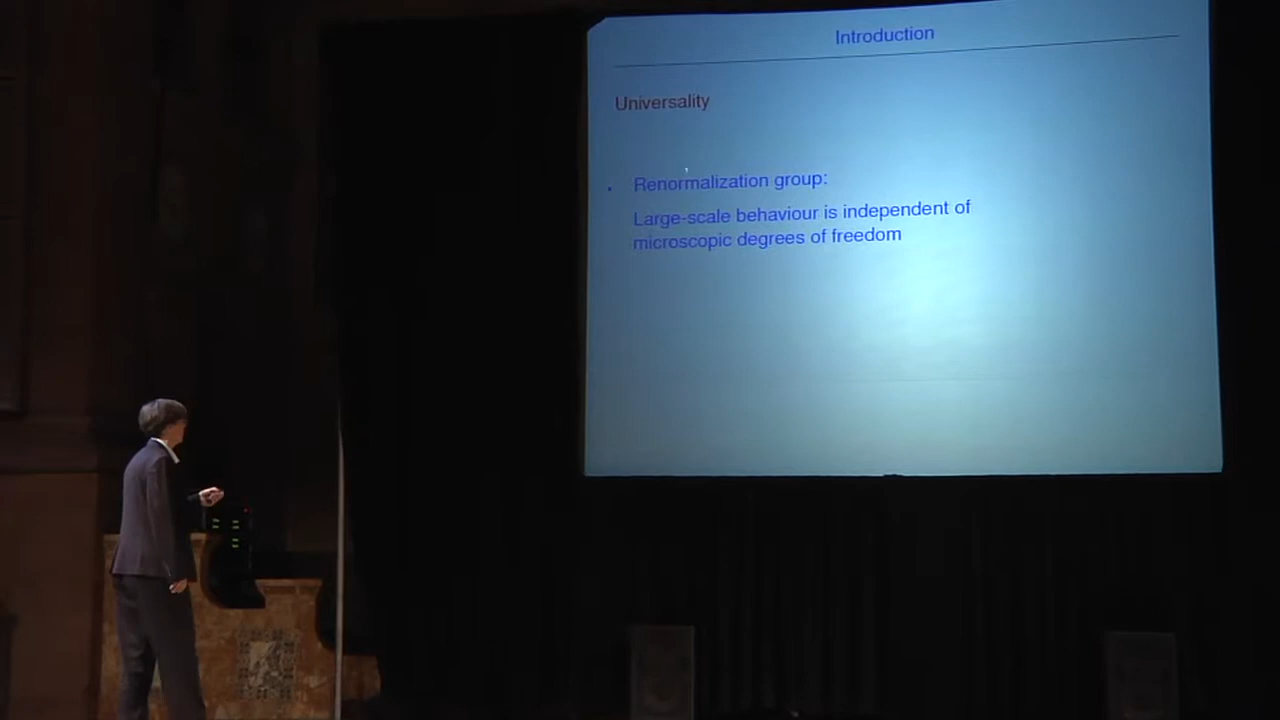 Introduction
Universality
. Renormalization group:
Large-scale behaviour is independent of
microscopic degrees of freedom